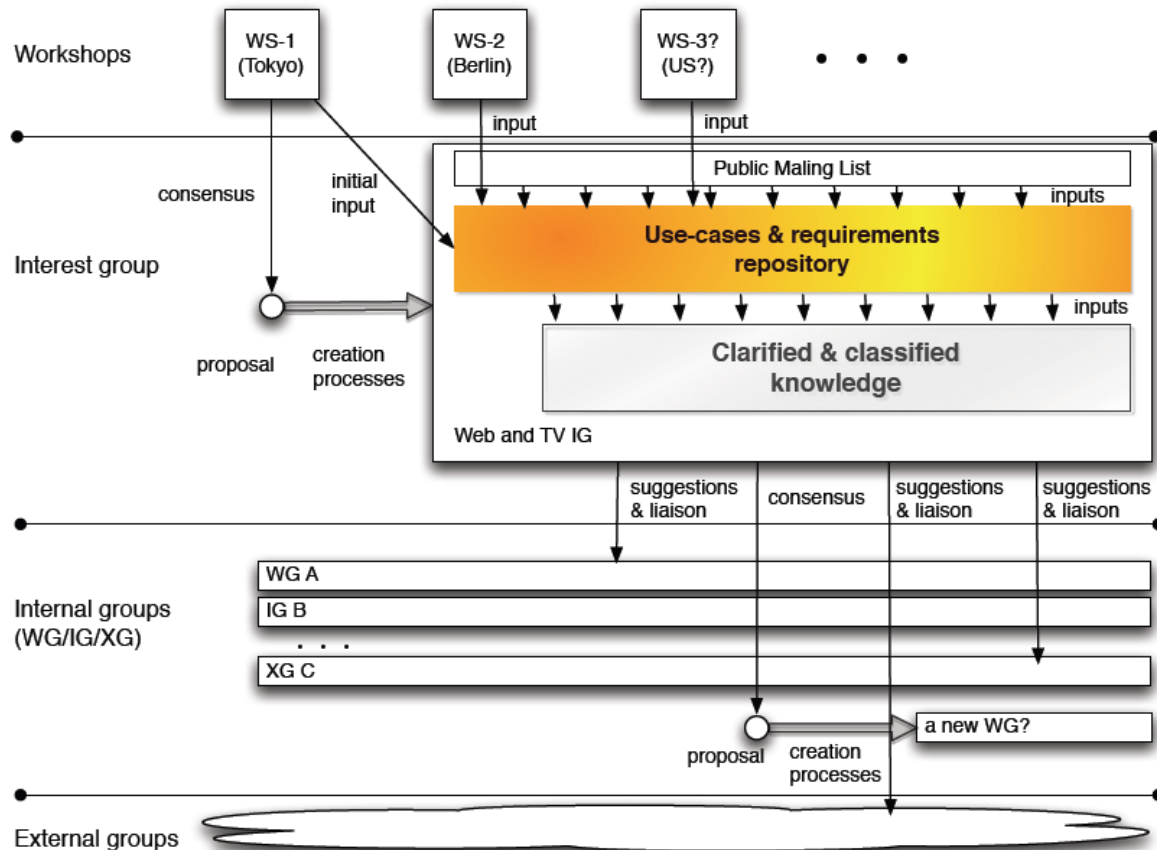 WS-1
(Tokyo)
WS-2
(Berlin)
WS-3?
(US?)
Workshops
. . .
input
input
Public Maling List
consensus
initial
input
inputs
Use-cases & requirements
repository
Interest group
inputs
proposal
creation
processes
Clarified & classified
knowledge
Web and TV IG
suggestions
& liaison
consensus
suggestions
& liaison
suggestions
& liaison
WG A
Internal groups
(WG/IG/XG)
IG B
. . .
XG C
a new WG?
proposal
creation
processes
External groups